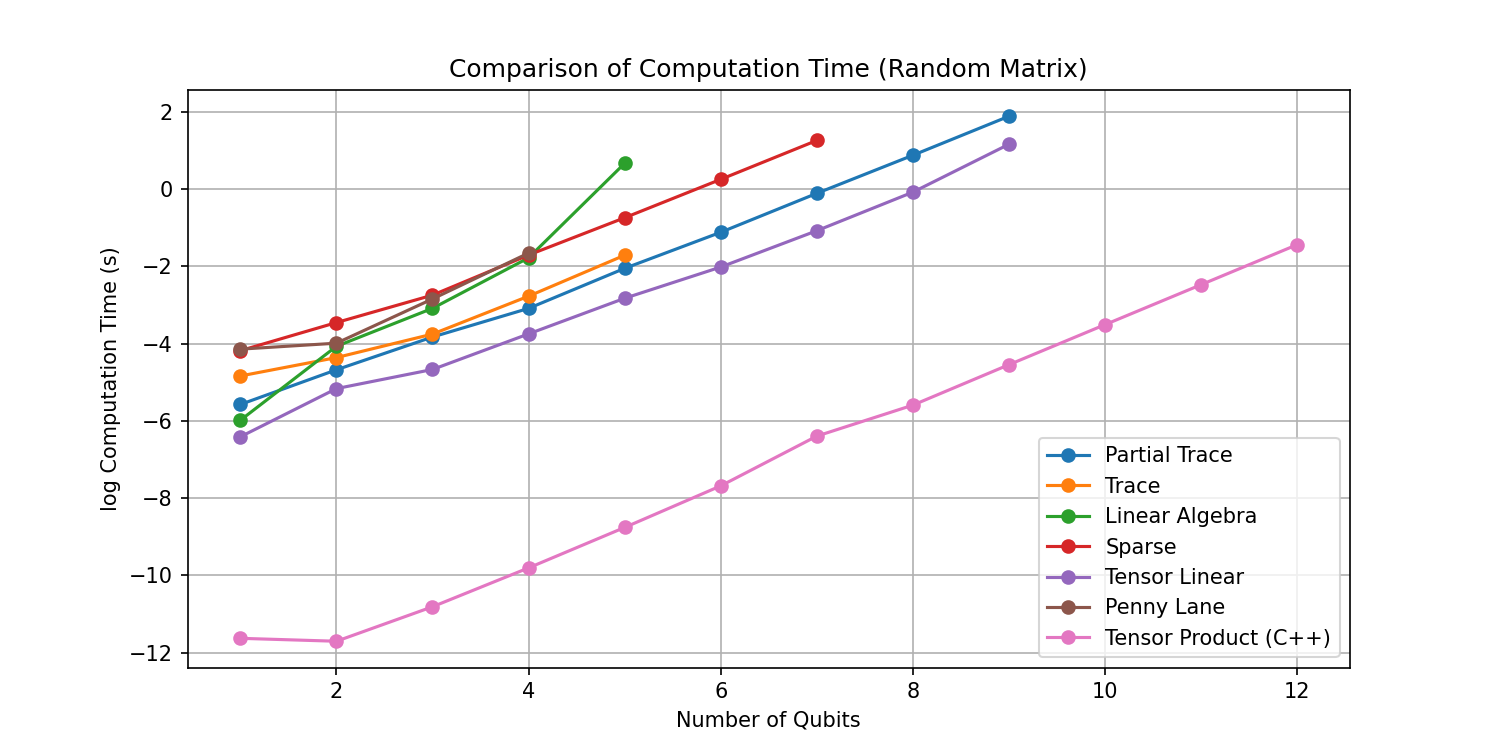 Comparison of Computation Time (Random Matrix)
log Computation Time (s)
2
0
−2
−4
−6
−8
−10
−12
Partial Trace
Trace
Linear Algebra
Sparse
Tensor Linear
Penny Lane
Tensor Product (C++)
2 4 6 8 10 12
Number of Qubits